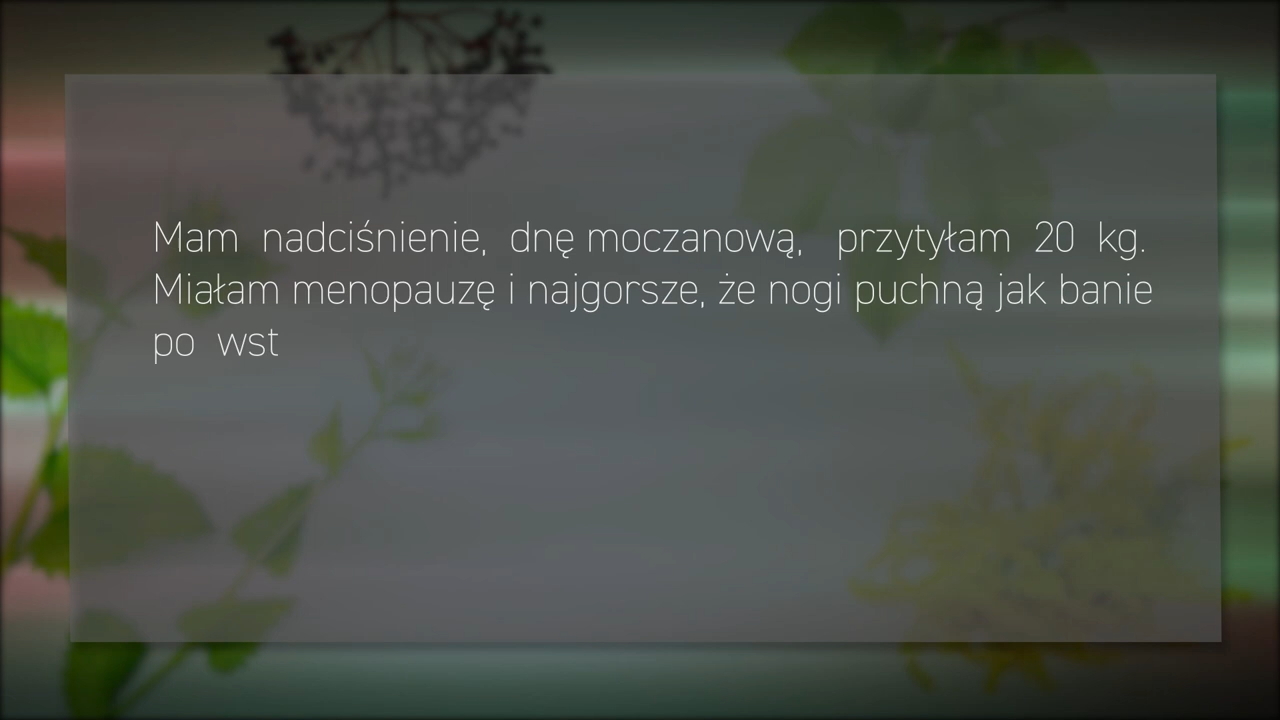 Mam nadciśnienie, dnę moczanową, przytyłam 20 kg.
Miałam menopauzę i najgorsze, że nogi puchną jak banie
po wst